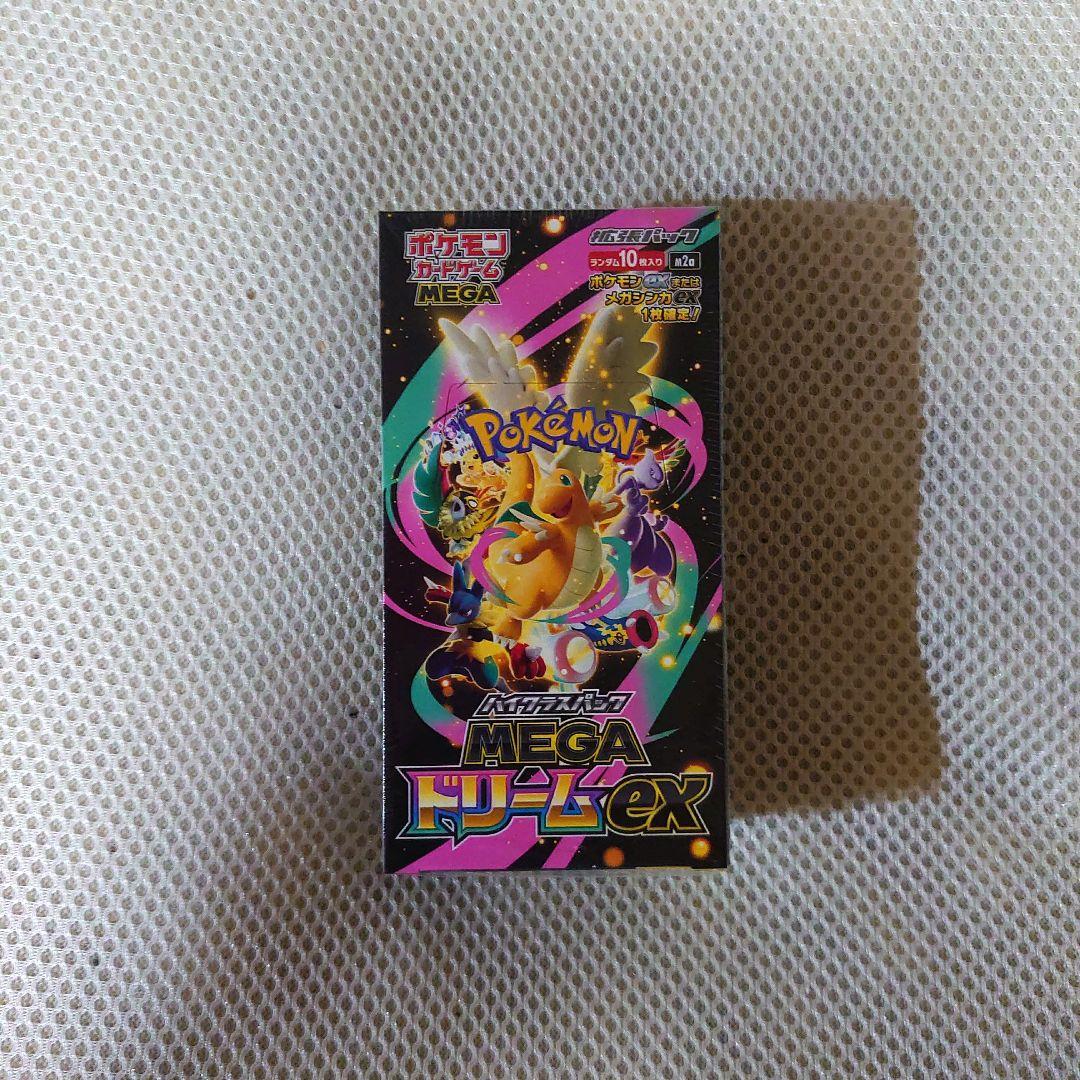 ポケモン
カードゲーム
MEGA
拡張パック
ランダム10枚入り M2a
ポケモンexまたは
メガシンカex
1枚確定!
POKéMON
ハイクラスパック
MEGA
ドリームex